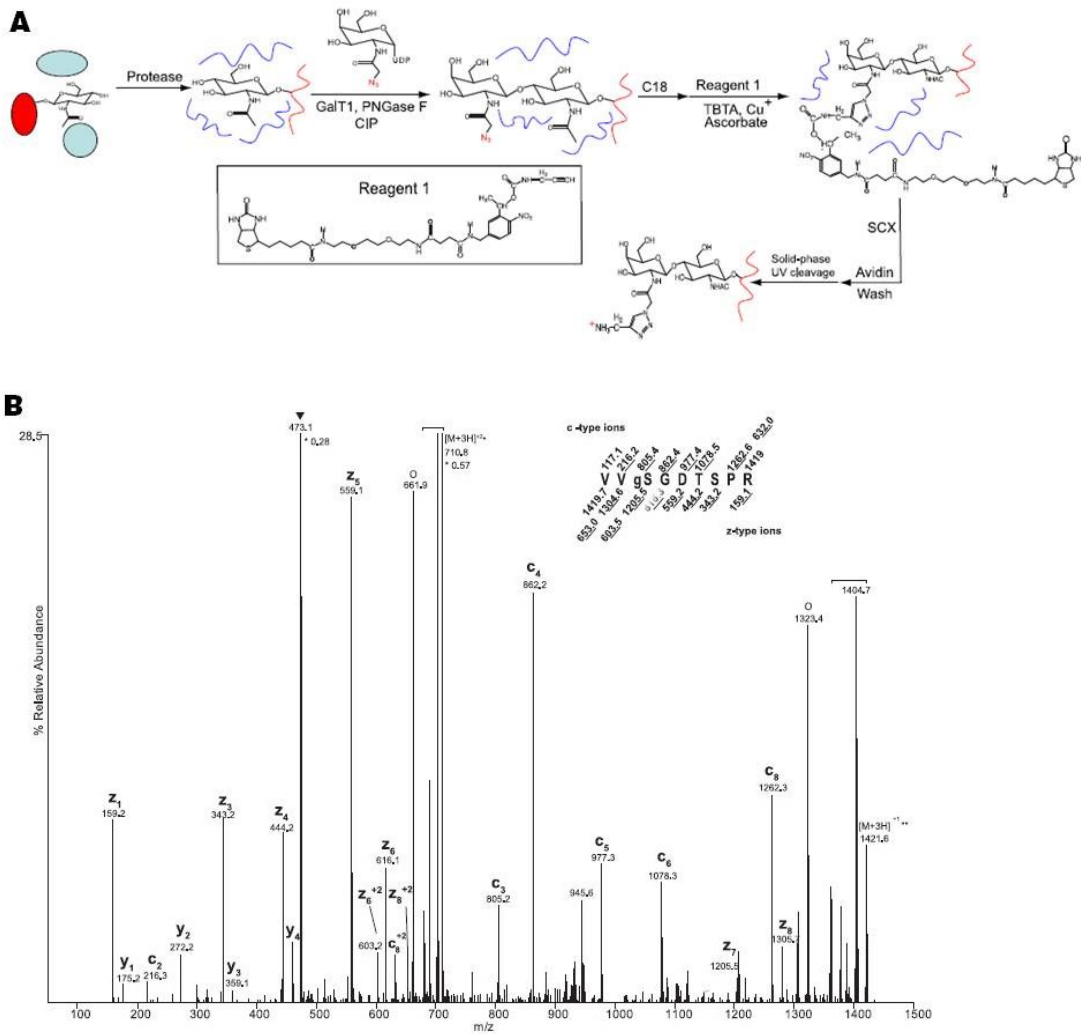 A
Protease
UDP
N₃
GalT1, PNGase F
CIP
C18
Reagent 1
TBTA, Cu⁺
Ascorbate
NHAC
SCX
Avidin
Wash
Solid-phase
UV cleavage
Reagent 1
NO₂
B
28.5
% Relative Abundance
473.1
* 0.28
z₅
559.1
O
661.9
[M+3H]⁺²•
710.8
* 0.57
c-type ions
117.1 216.2 805.4 862.4 977.4 1078.5 1262.6 632.0 1419
V V g S G D T S P R
1419.7 1304.6 1205.5 559.2 444.2 343.2 159.1
653.0 603.5
z-type ions
c₄
862.2
1404.7
O
1323.4
z₁
159.2
z₃
343.2
z₄
444.2
z₆
616.1
c₈
1262.3
[M+3H]⁺¹ ••
1421.6
c₅
977.3
c₆
1078.3
c₃
805.2
945.6
z₆⁺²
603.2
z₈⁺²
c₈⁺²
y₄
y₂
272.2
y₁
175.2
c₂
216.3
y₃
359.1
z₇
1205.5
z₈
1305.7
100 200 300 400 500 600 700 800 900 1000 1100 1200 1300 1400 1500
m/z